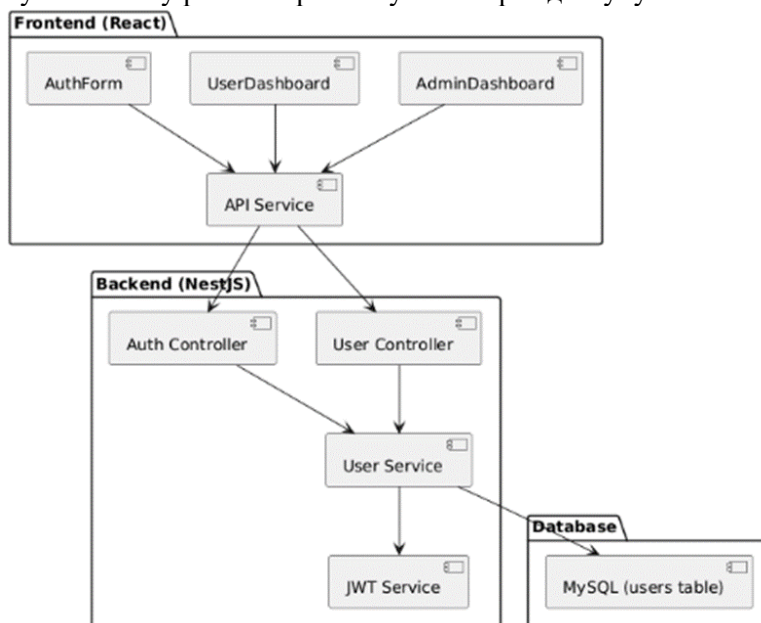 Frontend (React)
AuthForm
UserDashboard
AdminDashboard
API Service
Backend (NestJS)
Auth Controller
User Controller
User Service
Database
JWT Service
MySQL (users table)